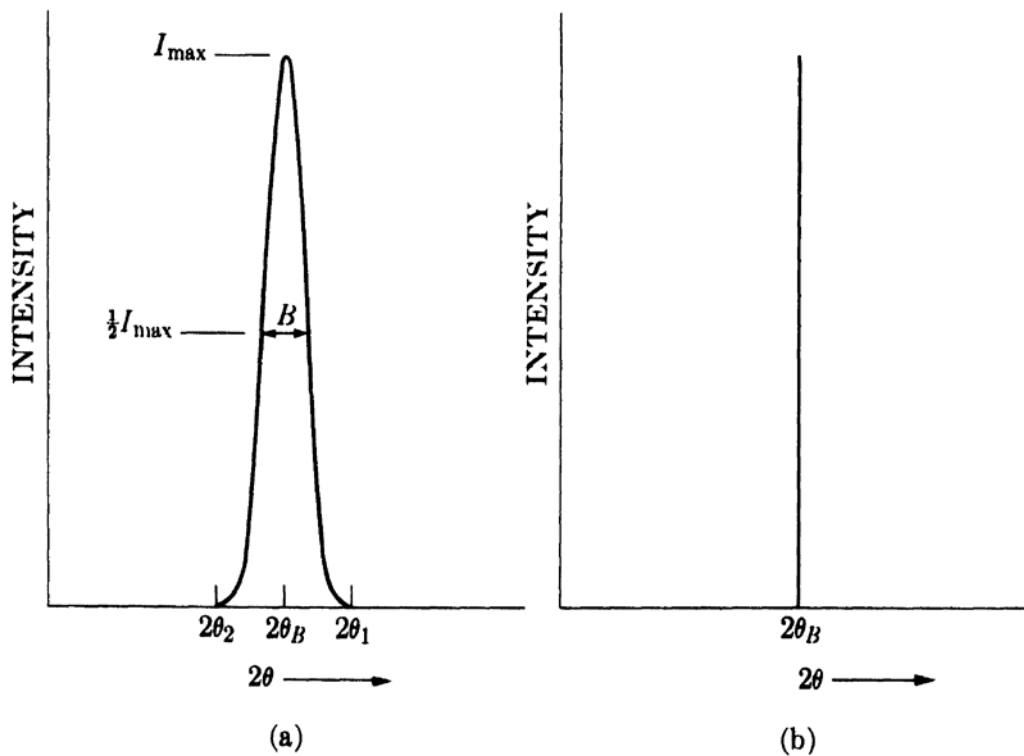 I_max
INTENSITY
½I_max
B
2θ₂ 2θ_B 2θ₁
2θ
(a)
INTENSITY
2θ_B
2θ
(b)